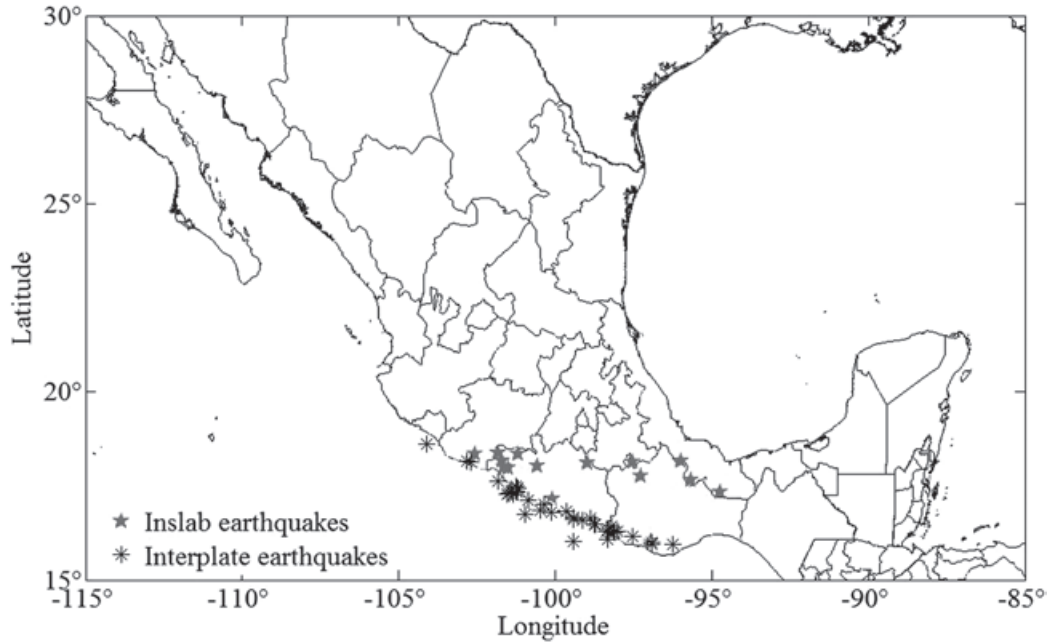 30°
25°
Latitude
20°
Inslab earthquakes
Interplate earthquakes
15°
-115° -110° -105° -100° -95° -90° -85°
Longitude